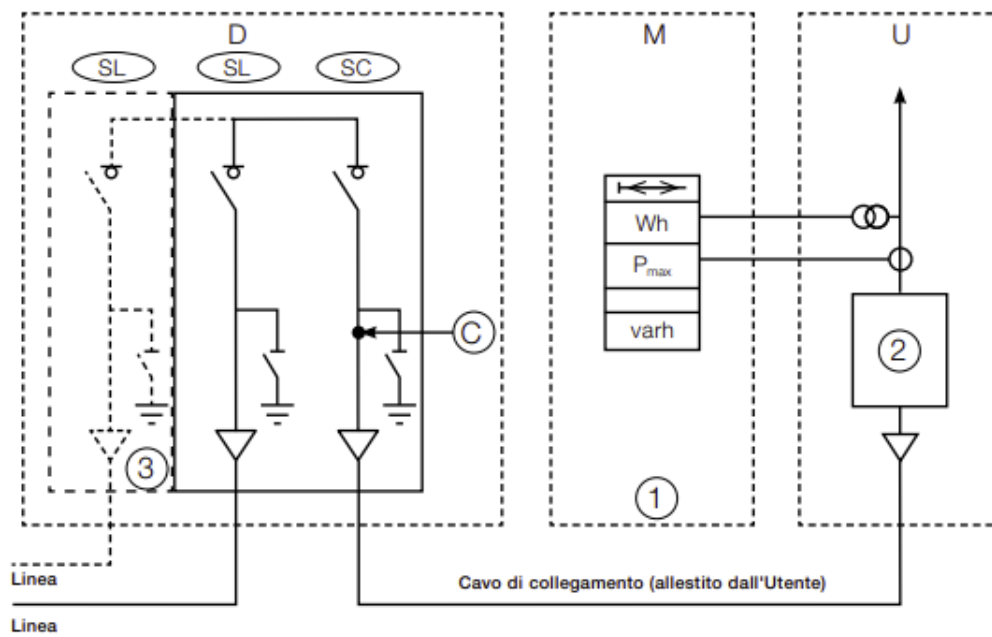 D
M
U
SL
SL
SC
Wh
Pmax
varh
C
2
3
1
Linea
Cavo di collegamento (allestito dall'Utente)
Linea